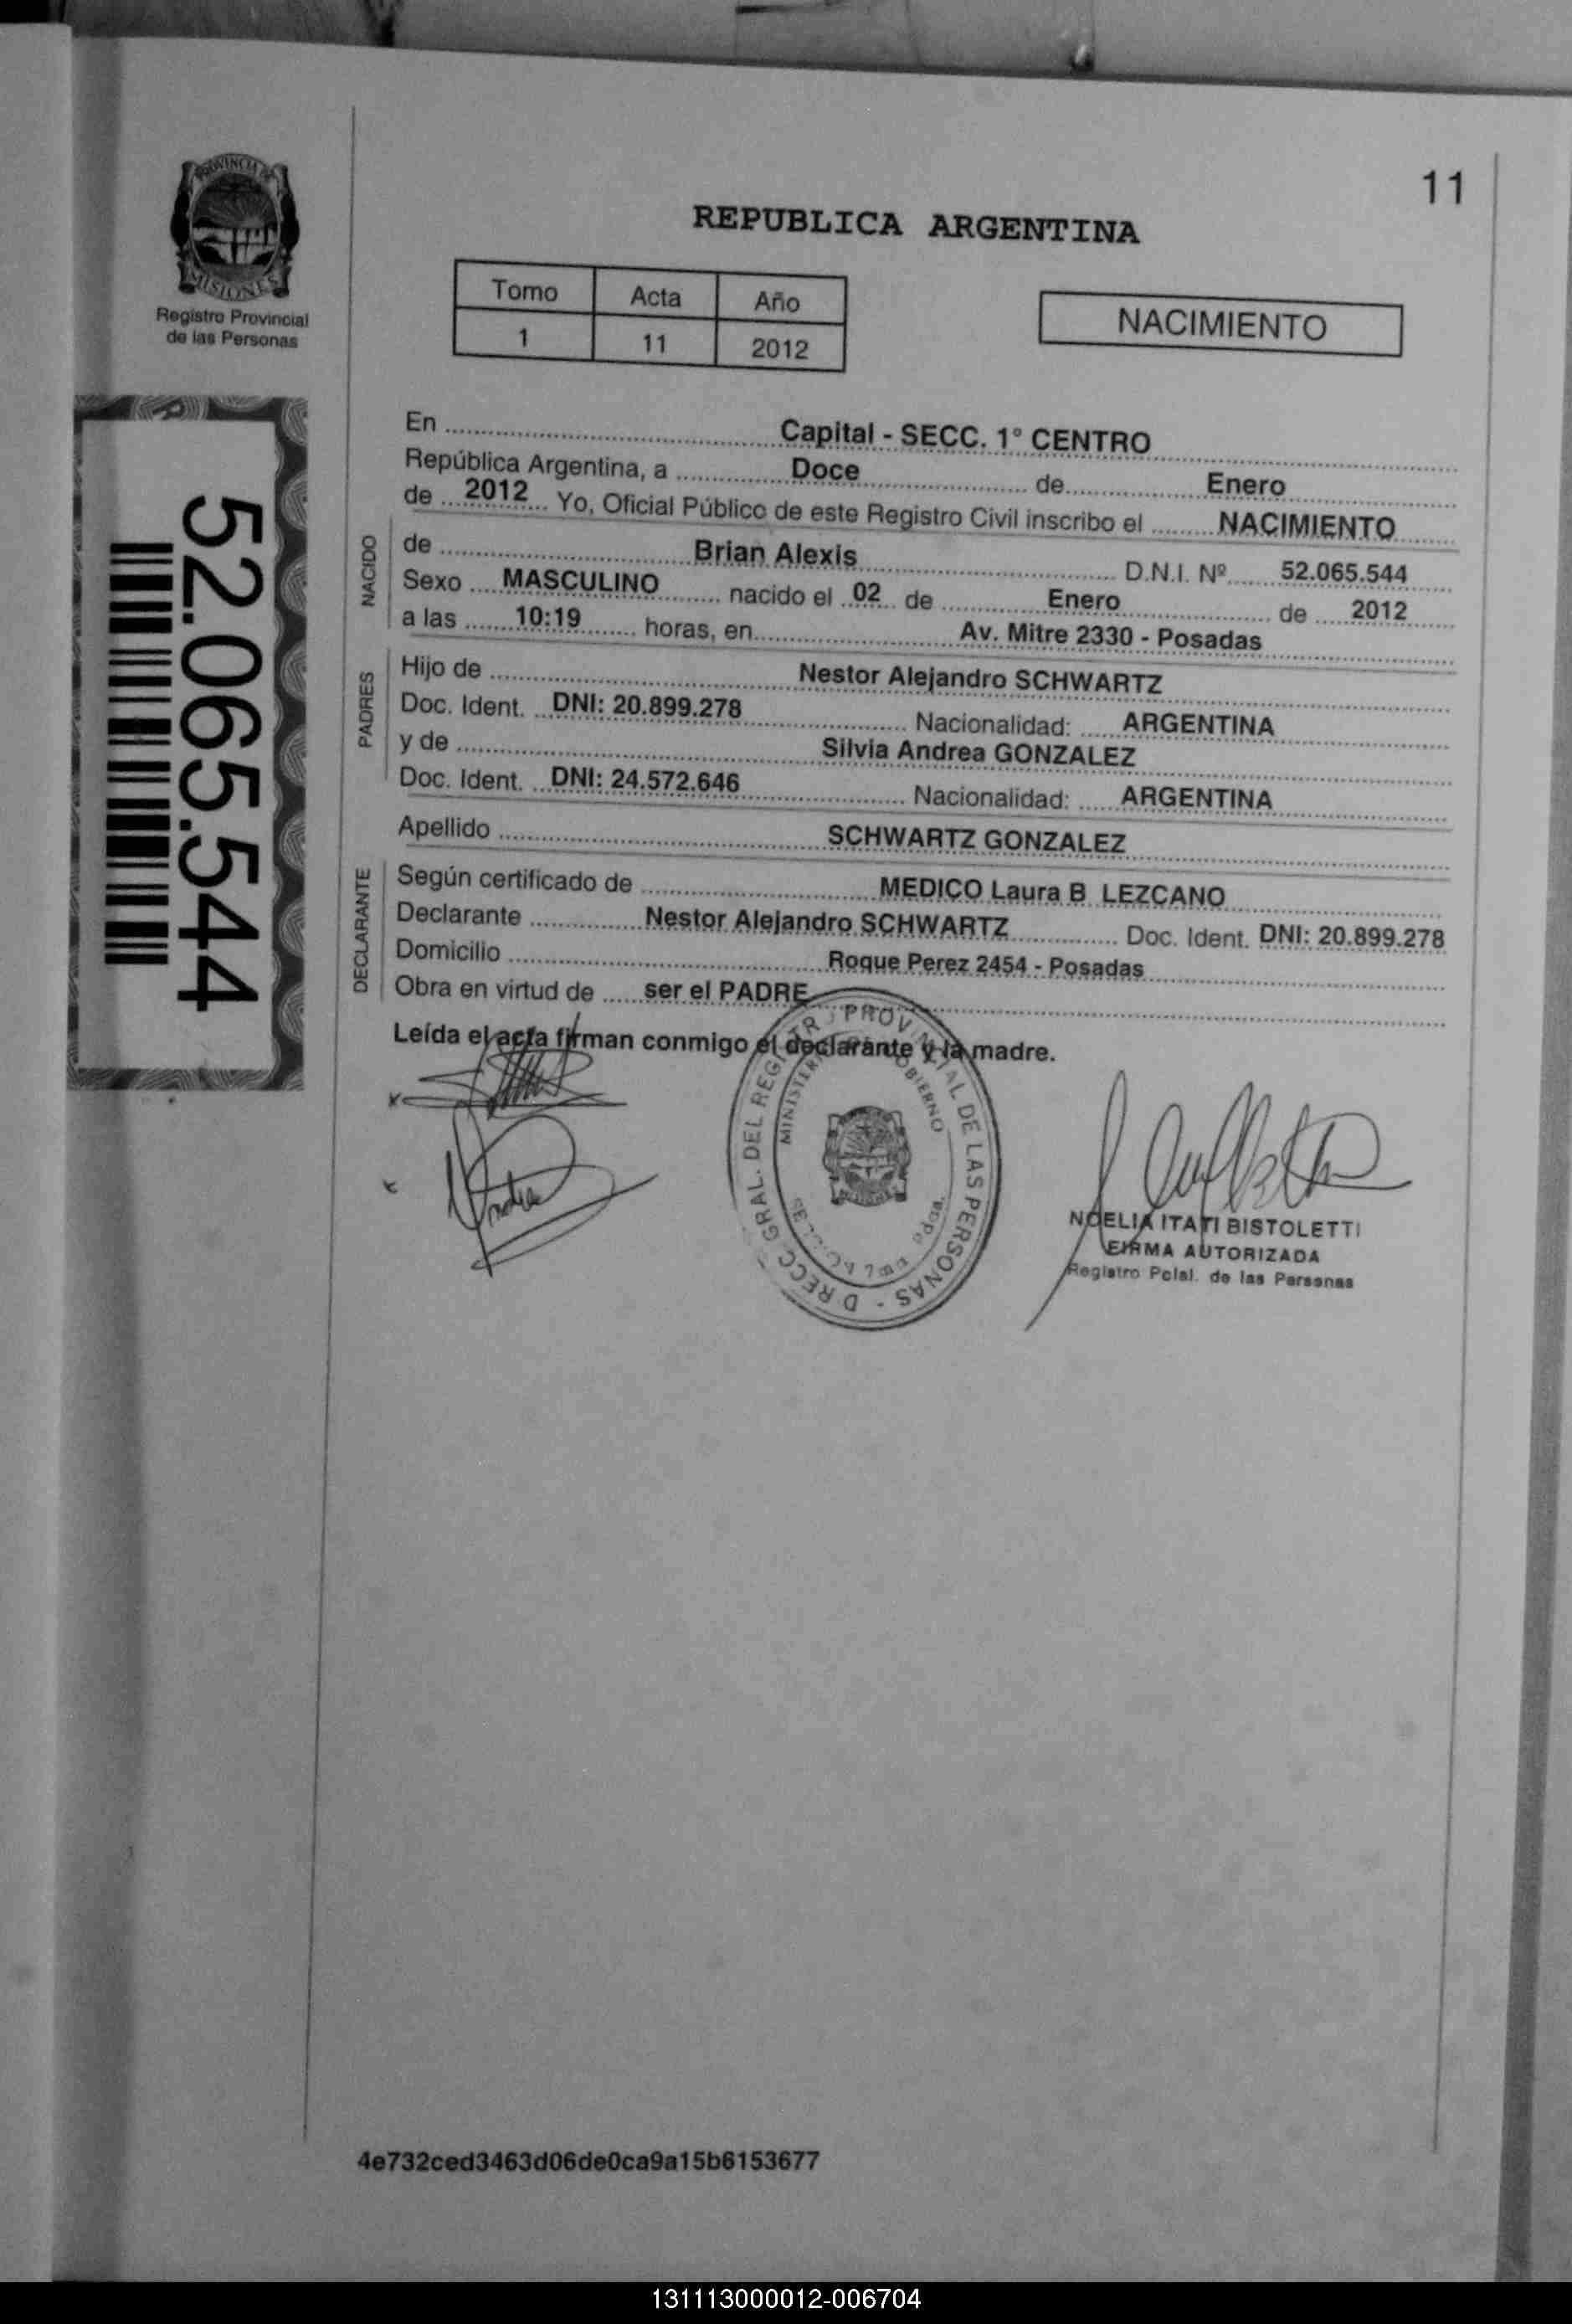 11
PROVINCIA DE
MISIONES
Registro Provincial
de las Personas
REPUBLICA ARGENTINA
Tomo Acta Año
1 11 2012
NACIMIENTO
52.065.544
En Capital - SECC. 1° CENTRO
República Argentina, a Doce de Enero
de 2012 Yo, Oficial Público de este Registro Civil inscribo el NACIMIENTO
NACIDO
de Brian Alexis D.N.I. Nº 52.065.544
Sexo MASCULINO nacido el 02 de Enero de 2012
a las 10:19 horas, en Av. Mitre 2330 - Posadas
PADRES
Hijo de Nestor Alejandro SCHWARTZ
Doc. Ident. DNI: 20.899.278 Nacionalidad: ARGENTINA
y de Silvia Andrea GONZALEZ
Doc. Ident. DNI: 24.572.646 Nacionalidad: ARGENTINA
Apellido SCHWARTZ GONZALEZ
DECLARANTE
Según certificado de MEDICO Laura B LEZCANO
Declarante Nestor Alejandro SCHWARTZ Doc. Ident. DNI: 20.899.278
Domicilio Roque Perez 2454 - Posadas
Obra en virtud de ser el PADRE
Leída el acta firman conmigo el declarante y la madre.
PROVINCIAL DE LAS PERSONAS - DIRECC. GRAL. DEL REGISTRO
GOBIERNO
NOELIA ITATI BISTOLETTI
FIRMA AUTORIZADA
Registro Pcial. de las Personas
4e732ced3463d06de0ca9a15b6153677
131113000012-006704